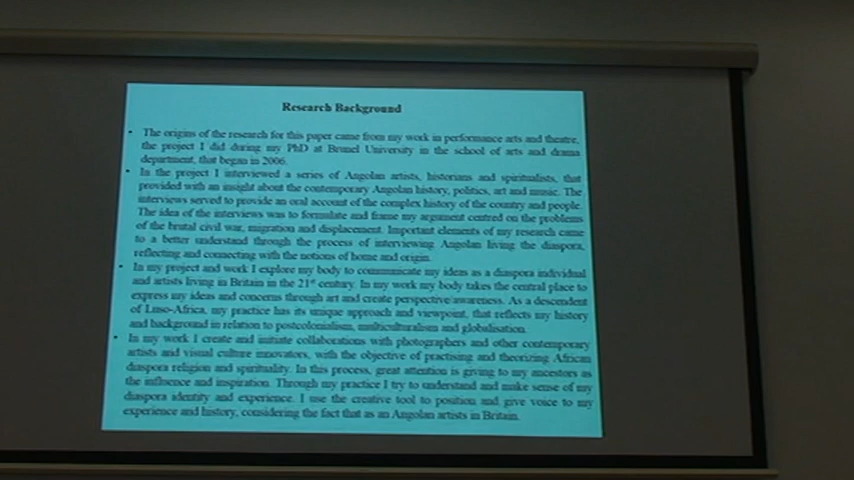 Research Background
• The origins of the research for this paper came from my work in performance arts and theatre,
the project I did during my PhD at Brunel University in the school of arts and drama
department, that began in 2006.
• In the project I interviewed a series of Angolan artists, historians and spiritualists, that
provided with an insight about the contemporary Angolan history, politics, art and music. The
interviews served to provide an oral account of the complex history of the country and people.
The idea of the interviews was to formulate and frame my argument centred on the problems
of the brutal civil war, migration and displacement. Important elements of my research came
to a better understand through the process of interviewing Angolan living the diaspora,
reflecting and connecting with the notions of home and origin.
• In my project and work I explore my body to communicate my ideas as a diaspora individual
and artists living in Britain in the 21st century. In my work my body takes the central place to
express my ideas and concerns through art and create perspective/awareness. As a descendent
of Luso-Africa, my practice has its unique approach and viewpoint, that reflects my history
and background in relation to postcolonialism, multiculturalism and globalisation.
• In my work I create and initiate collaborations with photographers and other contemporary
artists and visual culture innovators, with the objective of practising and theorizing African
diaspora religion and spirituality. In this process, great attention is giving to my ancestors as
the influence and inspiration. Through my practice I try to understand and make sense of my
diaspora identity and experience. I use the creative tool to position and give voice to my
experience and history, considering the fact that as an Angolan artists in Britain.